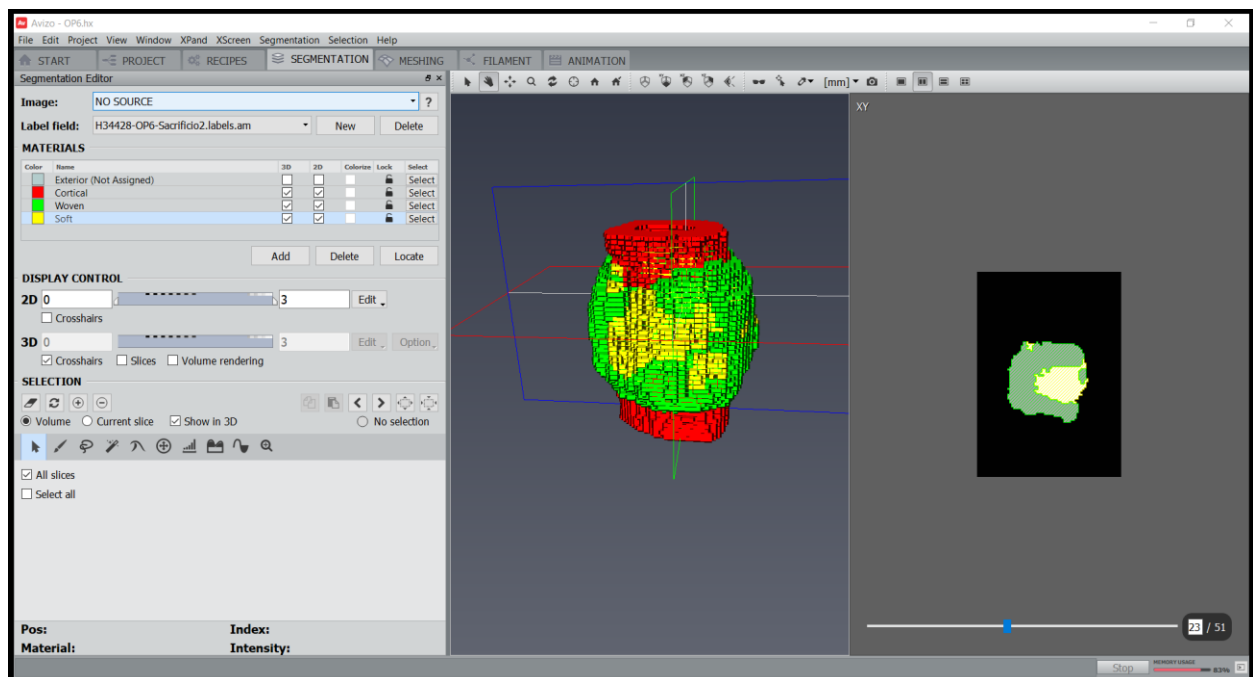 Av Avizo - OP6.hx
File Edit Project View Window XPand XScreen Segmentation Selection Help
START PROJECT RECIPES SEGMENTATION MESHING FILAMENT ANIMATION
Segmentation Editor
Image: NO SOURCE ?
Label field: H34428-OP6-Sacrificio2.labels.am New Delete
MATERIALS
Color Name 3D 2D Colorize Lock Select
Exterior (Not Assigned) Select
Cortical Select
Woven Select
Soft Select
Add Delete Locate
DISPLAY CONTROL
2D 0 3 Edit
Crosshairs
3D 0 3 Edit Option
Crosshairs Slices Volume rendering
SELECTION
Volume Current slice Show in 3D No selection
All slices
Select all
Pos: Index:
Material: Intensity:
[mm]
XY
23 / 51
Stop MEMORY USAGE 83%